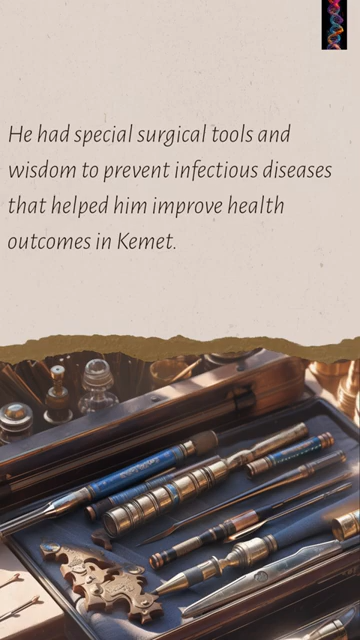 He had special surgical tools and
wisdom to prevent infectious diseases
that helped him improve health
outcomes in Kemet.